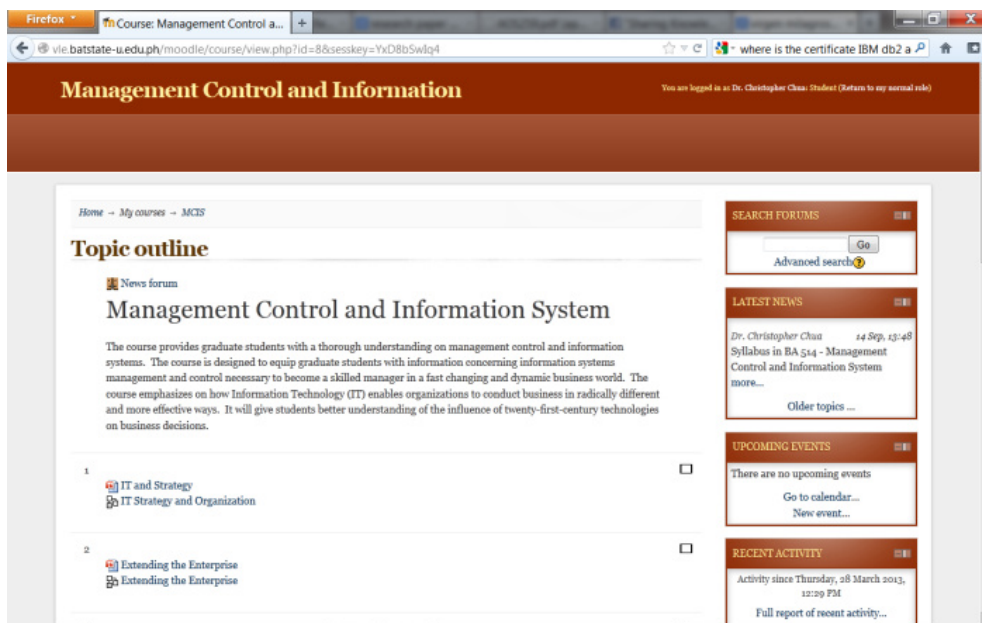 Firefox
Course: Management Control a...
vle.batstate-u.edu.ph/moodle/course/view.php?id=8&sesskey=YxD8bSwlq4
where is the certificate IBM db2 a
Management Control and Information
You are logged in as Dr. Christopher Chua: Student (Return to my normal role)
Home → My courses → MCIS
Topic outline
News forum
Management Control and Information System
The course provides graduate students with a thorough understanding on management control and information
systems. The course is designed to equip graduate students with information concerning information systems
management and control necessary to become a skilled manager in a fast changing and dynamic business world. The
course emphasizes on how Information Technology (IT) enables organizations to conduct business in radically different
and more effective ways. It will give students better understanding of the influence of twenty-first-century technologies
on business decisions.
1
IT and Strategy
IT Strategy and Organization
2
Extending the Enterprise
Extending the Enterprise
SEARCH FORUMS
Go
Advanced search
LATEST NEWS
Dr. Christopher Chua 14 Sep, 13:48
Syllabus in BA 514 - Management
Control and Information System
more...
Older topics ...
UPCOMING EVENTS
There are no upcoming events
Go to calendar...
New event...
RECENT ACTIVITY
Activity since Thursday, 28 March 2013,
12:29 PM
Full report of recent activity...